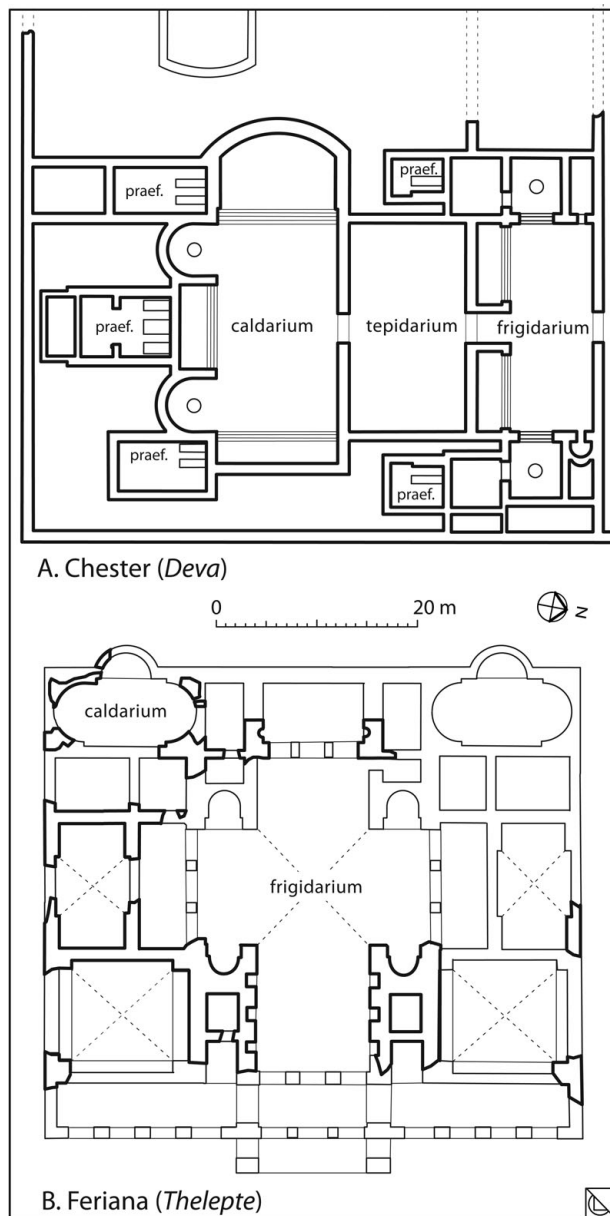 praef.
praef.
praef.
caldarium
tepidarium
frigidarium
praef.
praef.
A. Chester (Deva)
0
20 m
N
caldarium
frigidarium
B. Feriana (Thelepte)